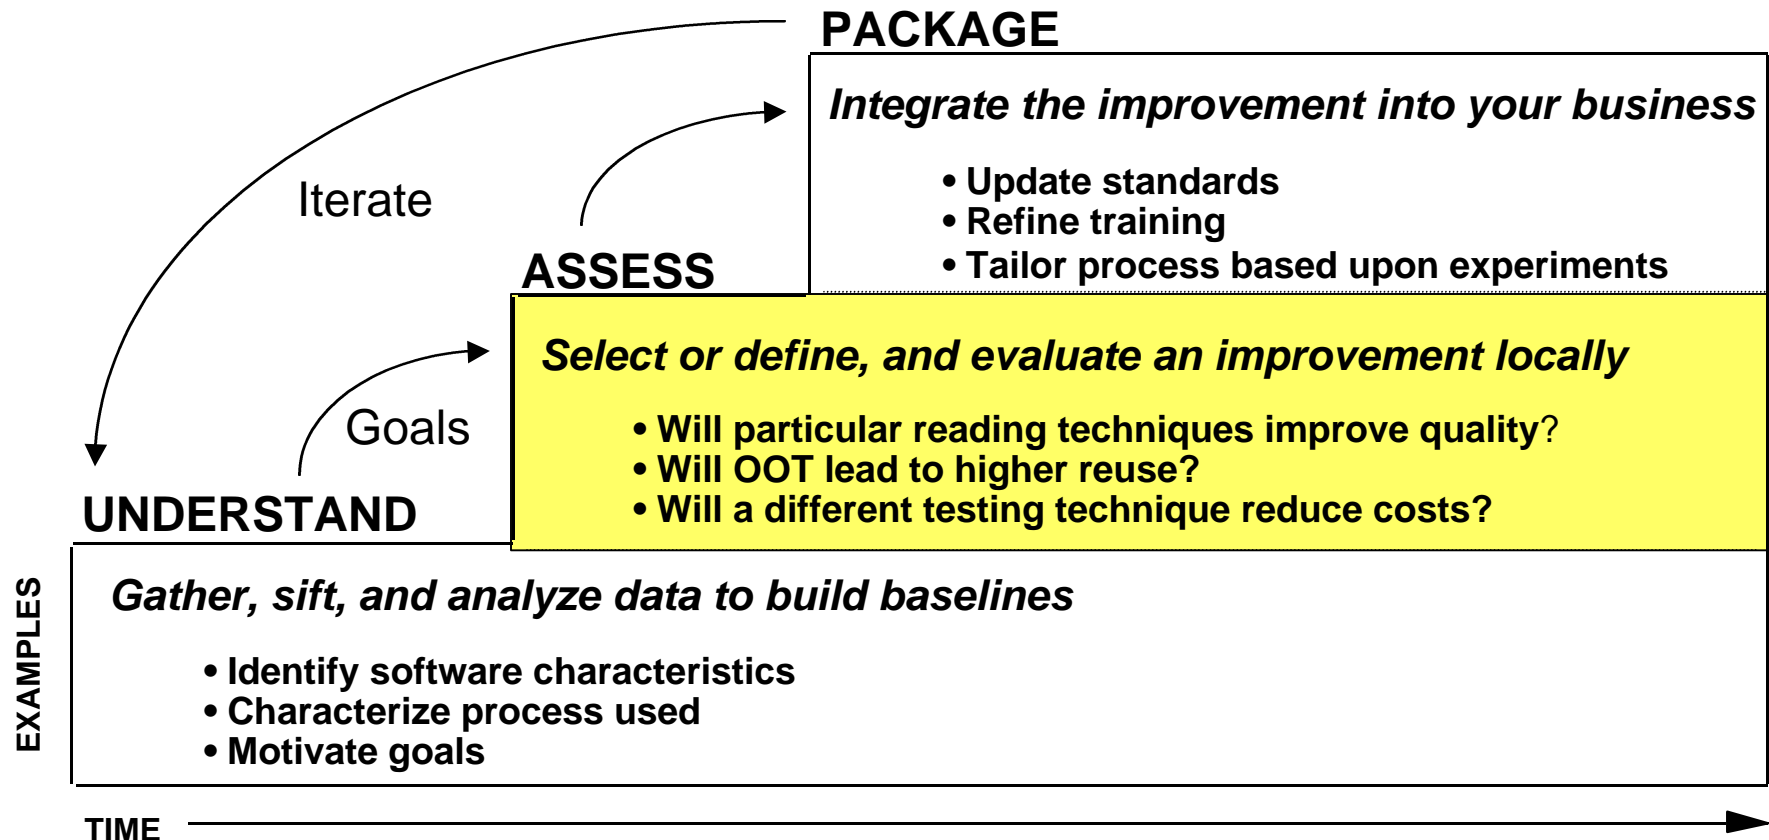 PACKAGE
Integrate the improvement into your business
• Update standards
• Refine training
• Tailor process based upon experiments
Iterate
ASSESS
Select or define, and evaluate an improvement locally
• Will particular reading techniques improve quality?
• Will OOT lead to higher reuse?
• Will a different testing technique reduce costs?
Goals
UNDERSTAND
Gather, sift, and analyze data to build baselines
• Identify software characteristics
• Characterize process used
• Motivate goals
EXAMPLES
TIME